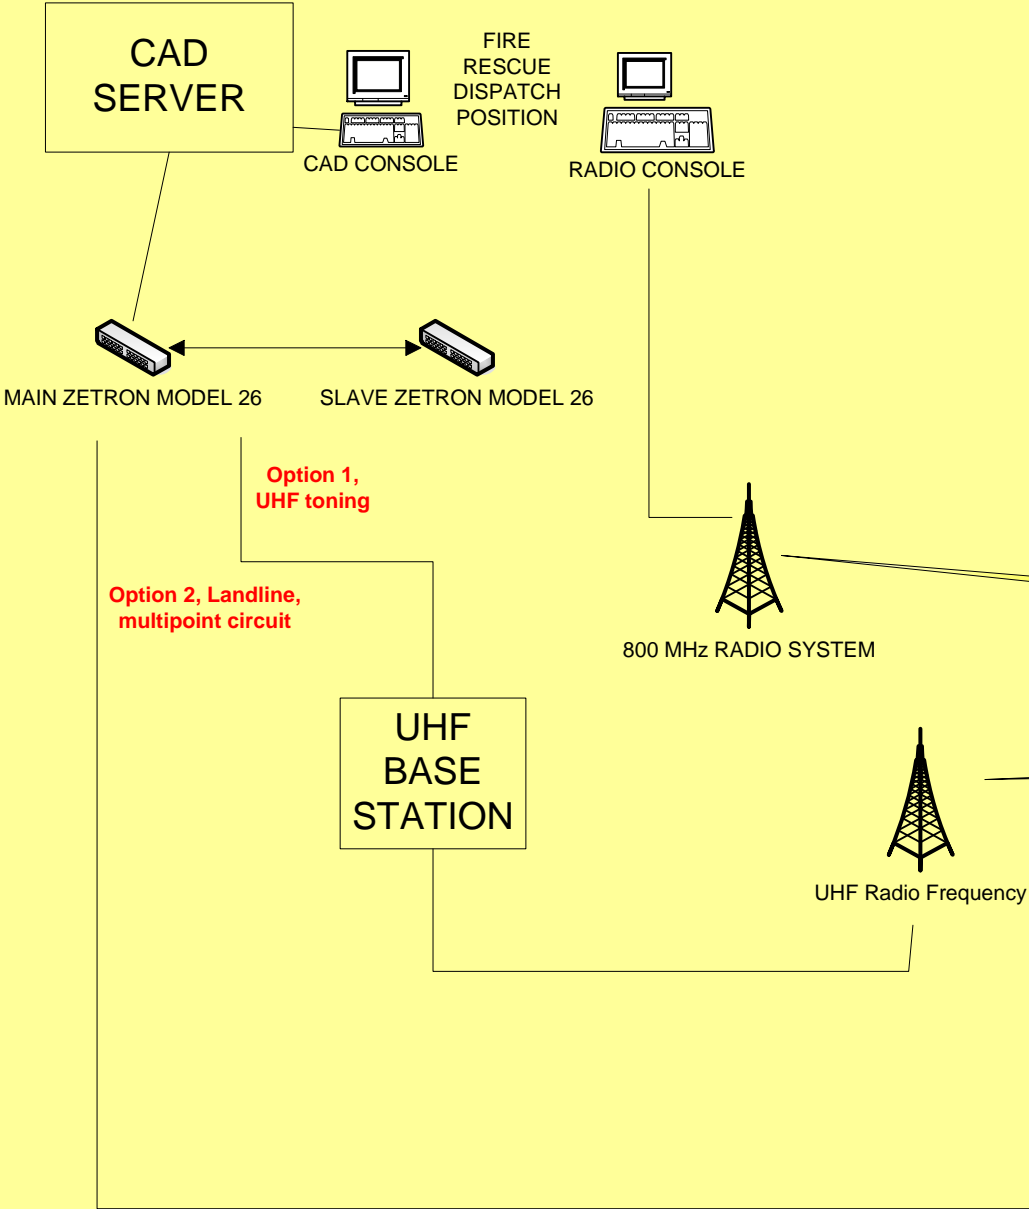 CAD
SERVER
FIRE
RESCUE
DISPATCH
POSITION
CAD CONSOLE
RADIO CONSOLE
MAIN ZETRON MODEL 26
SLAVE ZETRON MODEL 26
Option 1,
UHF toning
Option 2, Landline,
multipoint circuit
800 MHz RADIO SYSTEM
UHF
BASE
STATION
UHF Radio Frequency